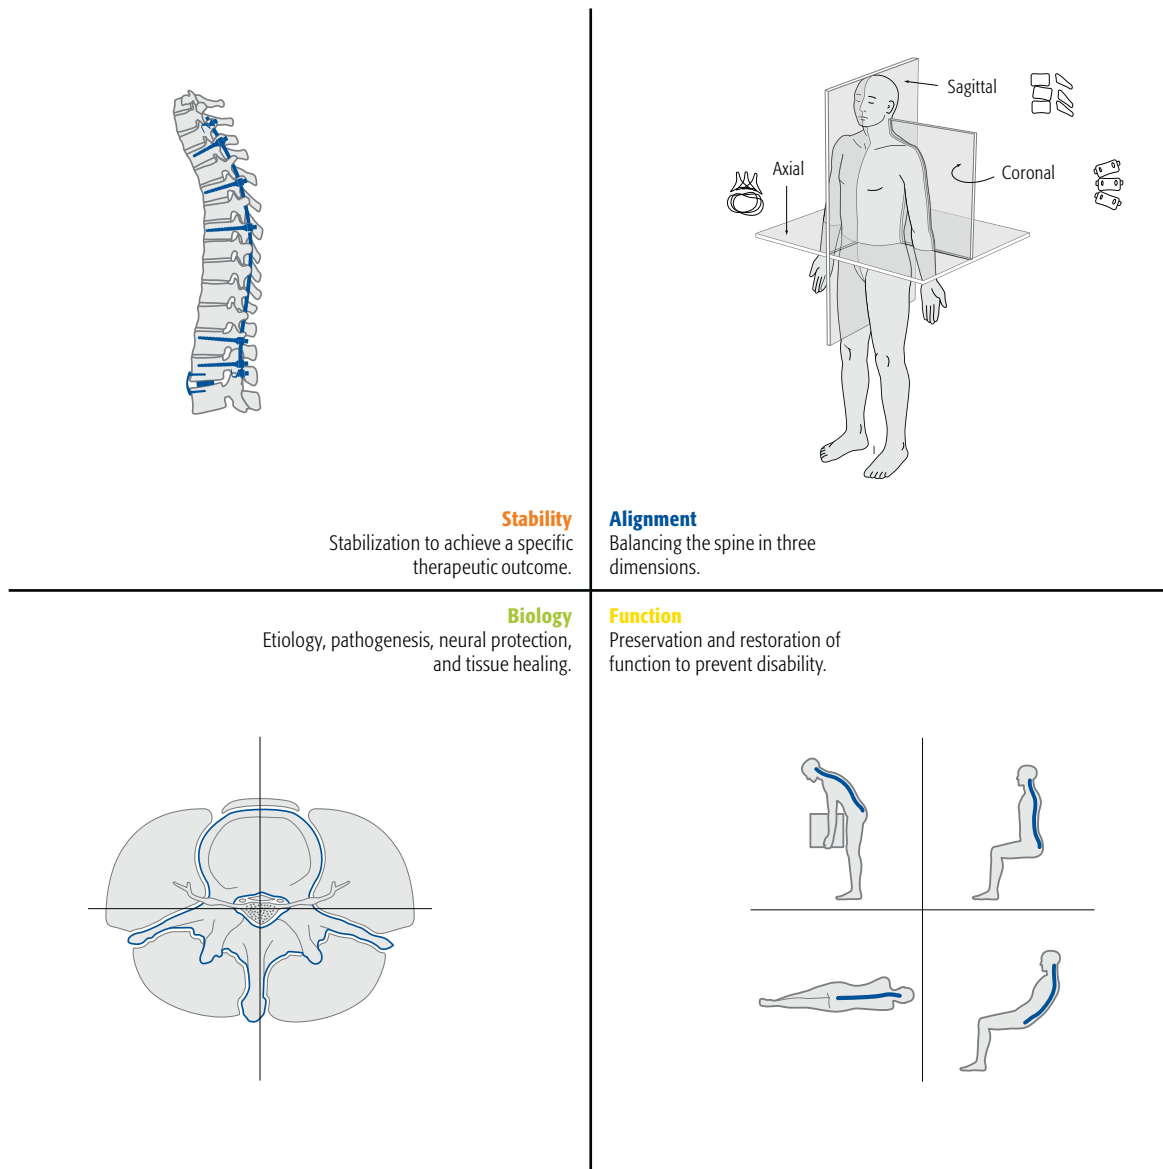 Sagittal
Axial
Coronal
Stability
Stabilization to achieve a specific
therapeutic outcome.
Alignment
Balancing the spine in three
dimensions.
Biology
Etiology, pathogenesis, neural protection,
and tissue healing.
Function
Preservation and restoration of
function to prevent disability.